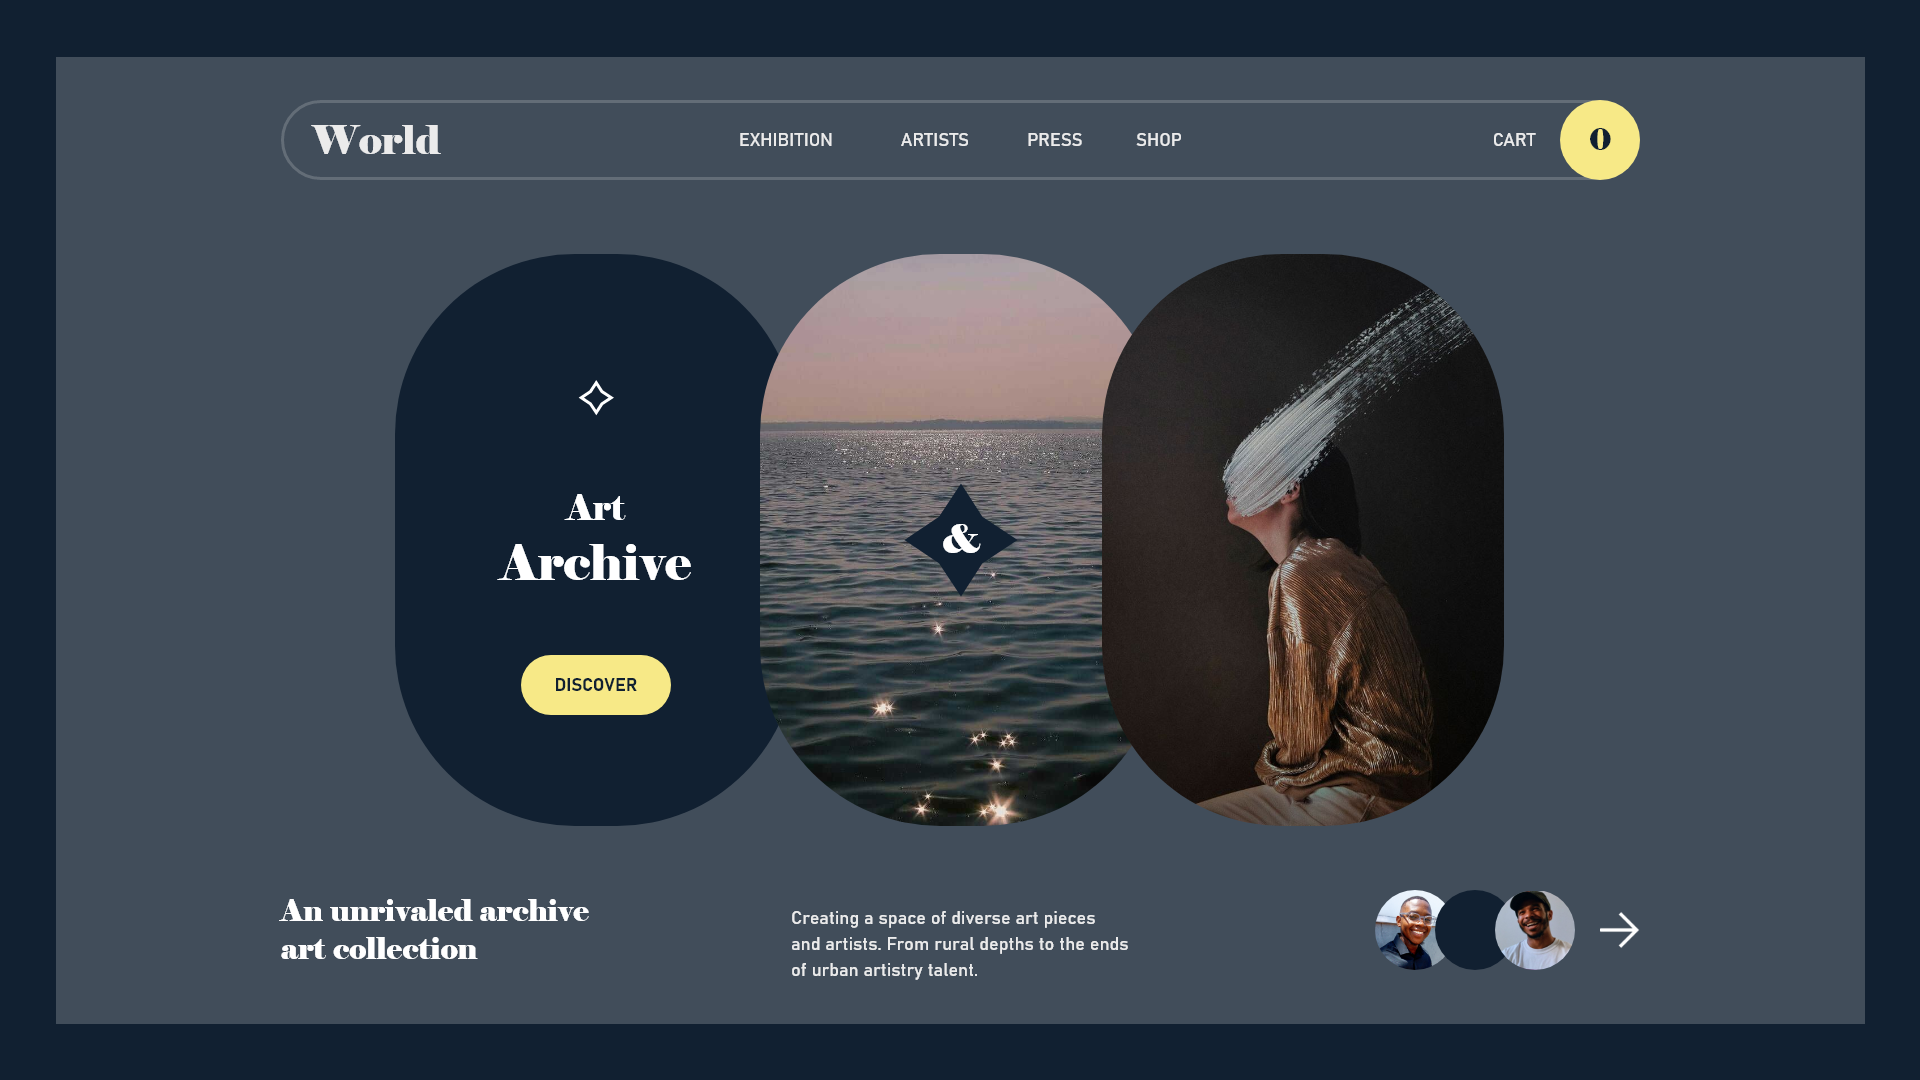 World
EXHIBITION
ARTISTS
PRESS
SHOP
CART
0
Art
Archive
DISCOVER
&
An unrivaled archive
art collection
Creating a space of diverse art pieces
and artists. From rural depths to the ends
of urban artistry talent.